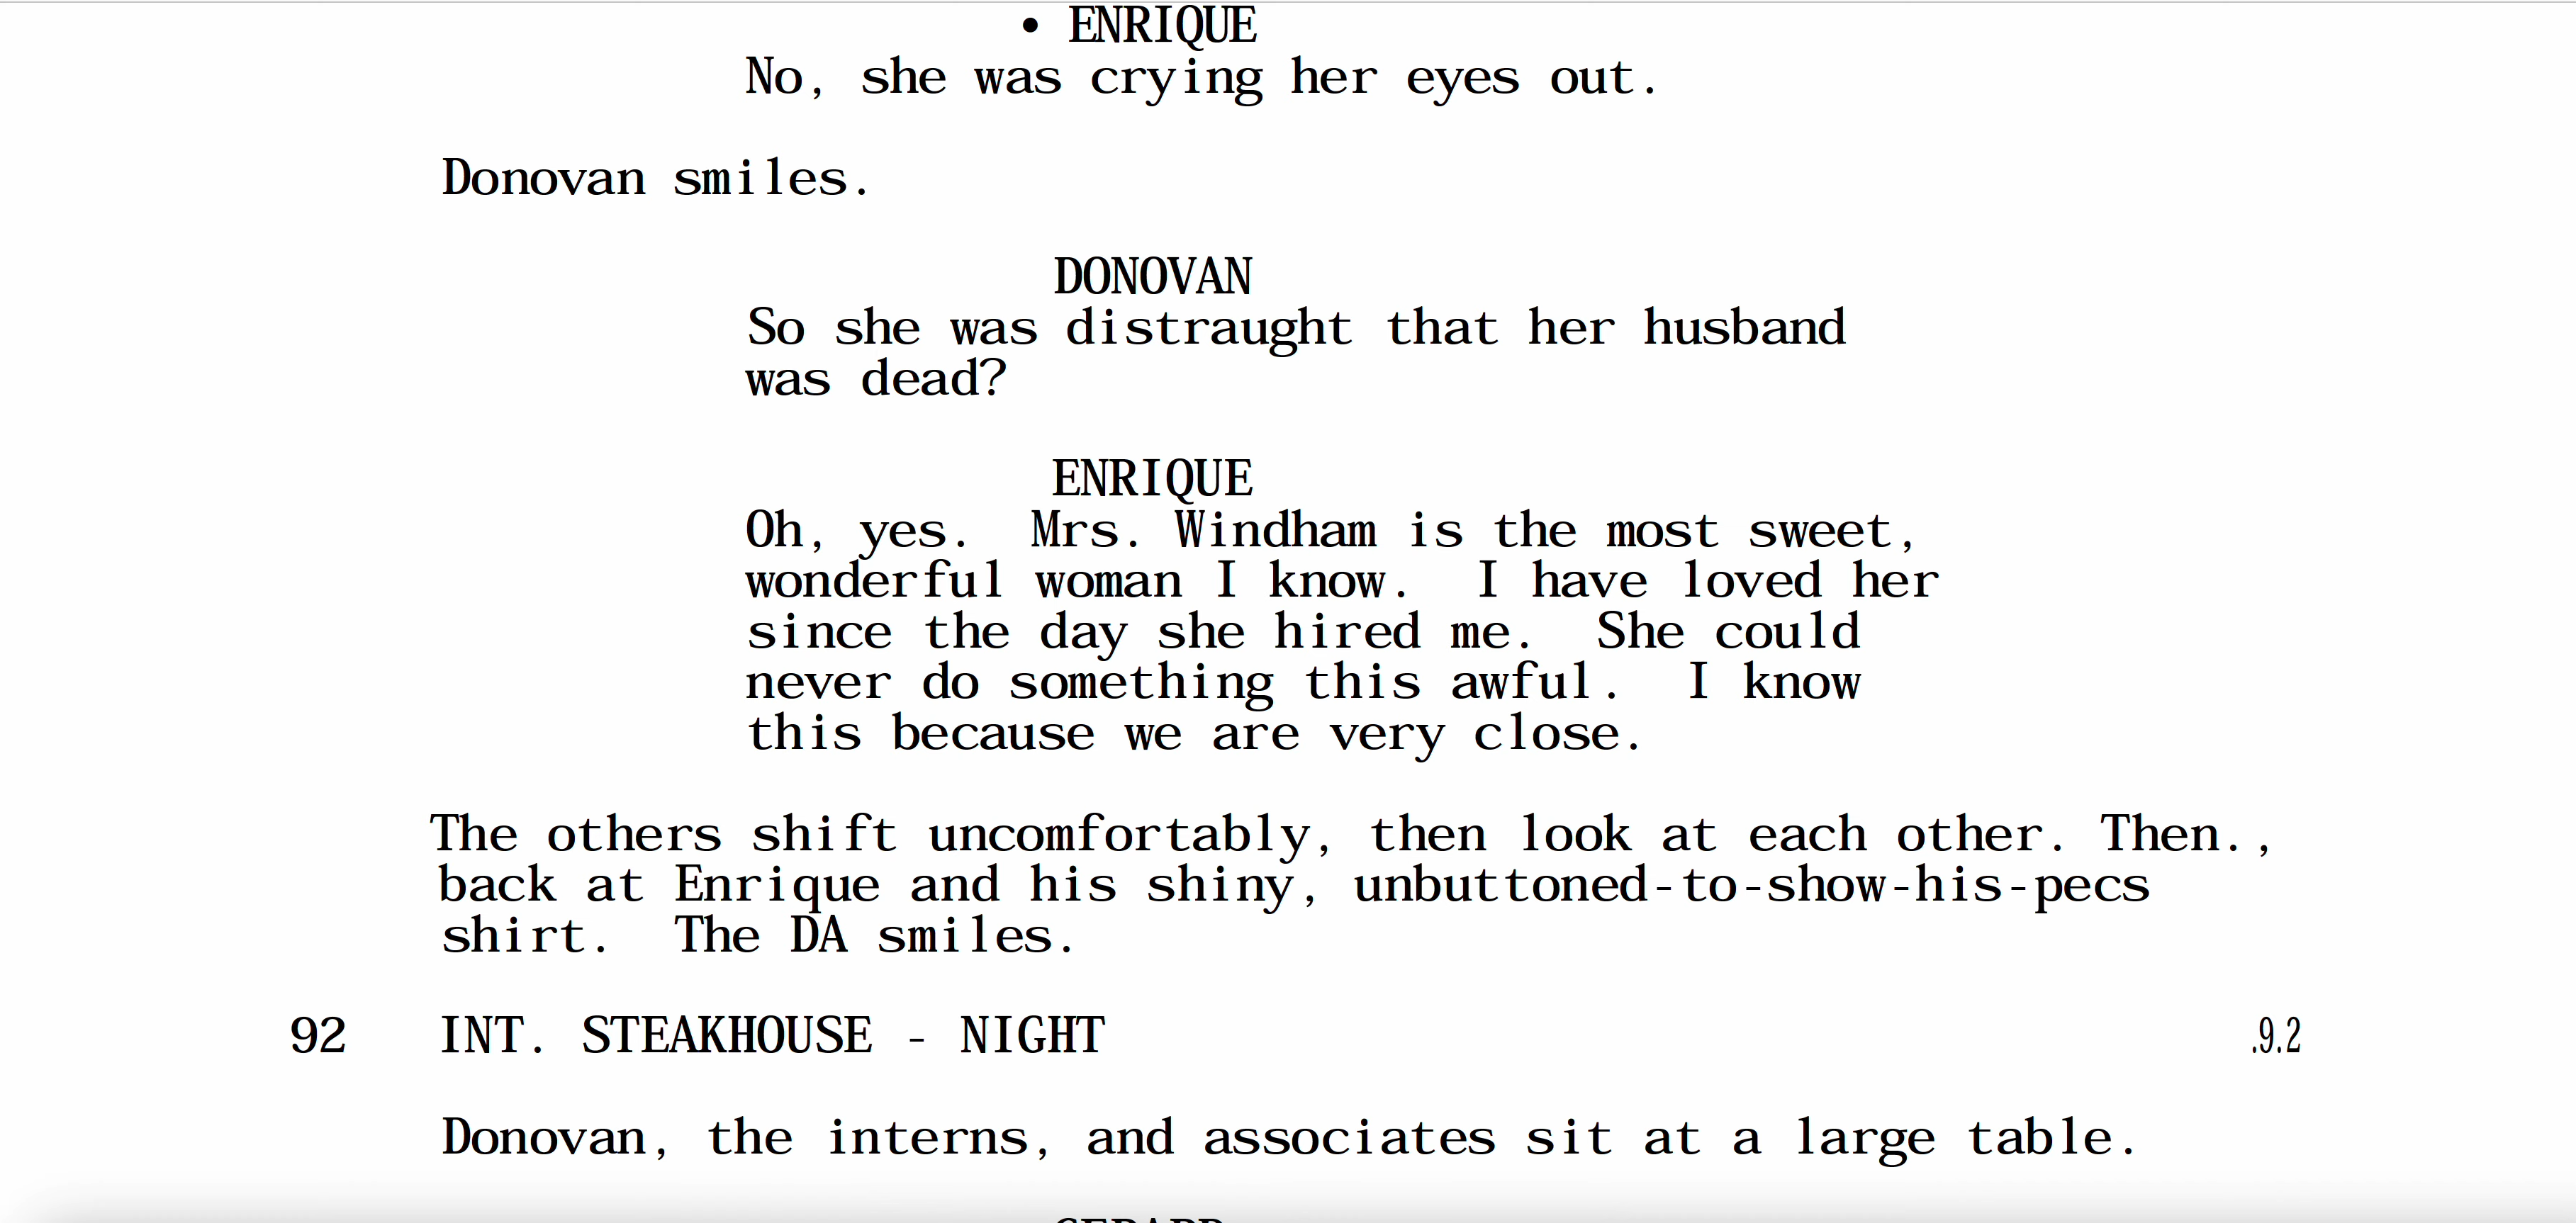 • ENRIQUE
No, she was crying her eyes out.
Donovan smiles.
DONOVAN
So she was distraught that her husband
was dead?
ENRIQUE
Oh, yes.  Mrs. Windham is the most sweet,
wonderful woman I know.  I have loved her
since the day she hired me.  She could
never do something this awful.  I know
this because we are very close.
The others shift uncomfortably, then look at each other. Then.,
back at Enrique and his shiny, unbuttoned-to-show-his-pecs
shirt.  The DA smiles.
92 INT. STEAKHOUSE - NIGHT .9.2
Donovan, the interns, and associates sit at a large table.